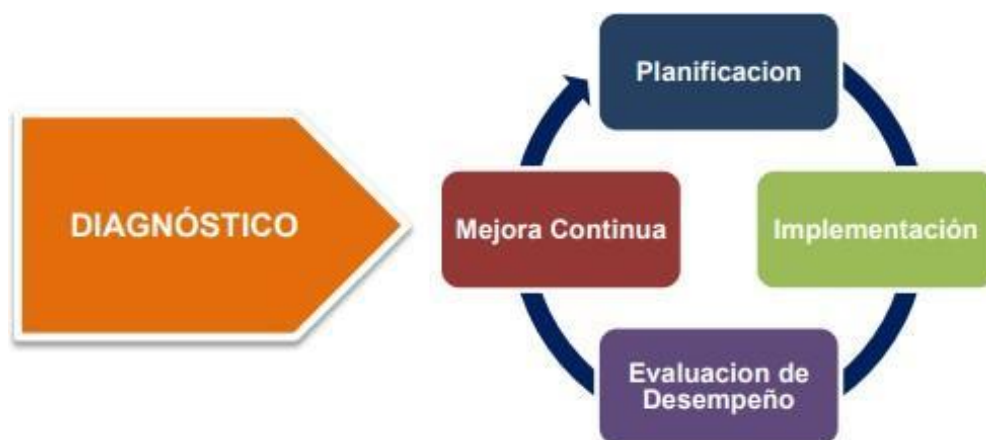 DIAGNÓSTICO
Planificacion
Implementación
Evaluacion de
Desempeño
Mejora Continua